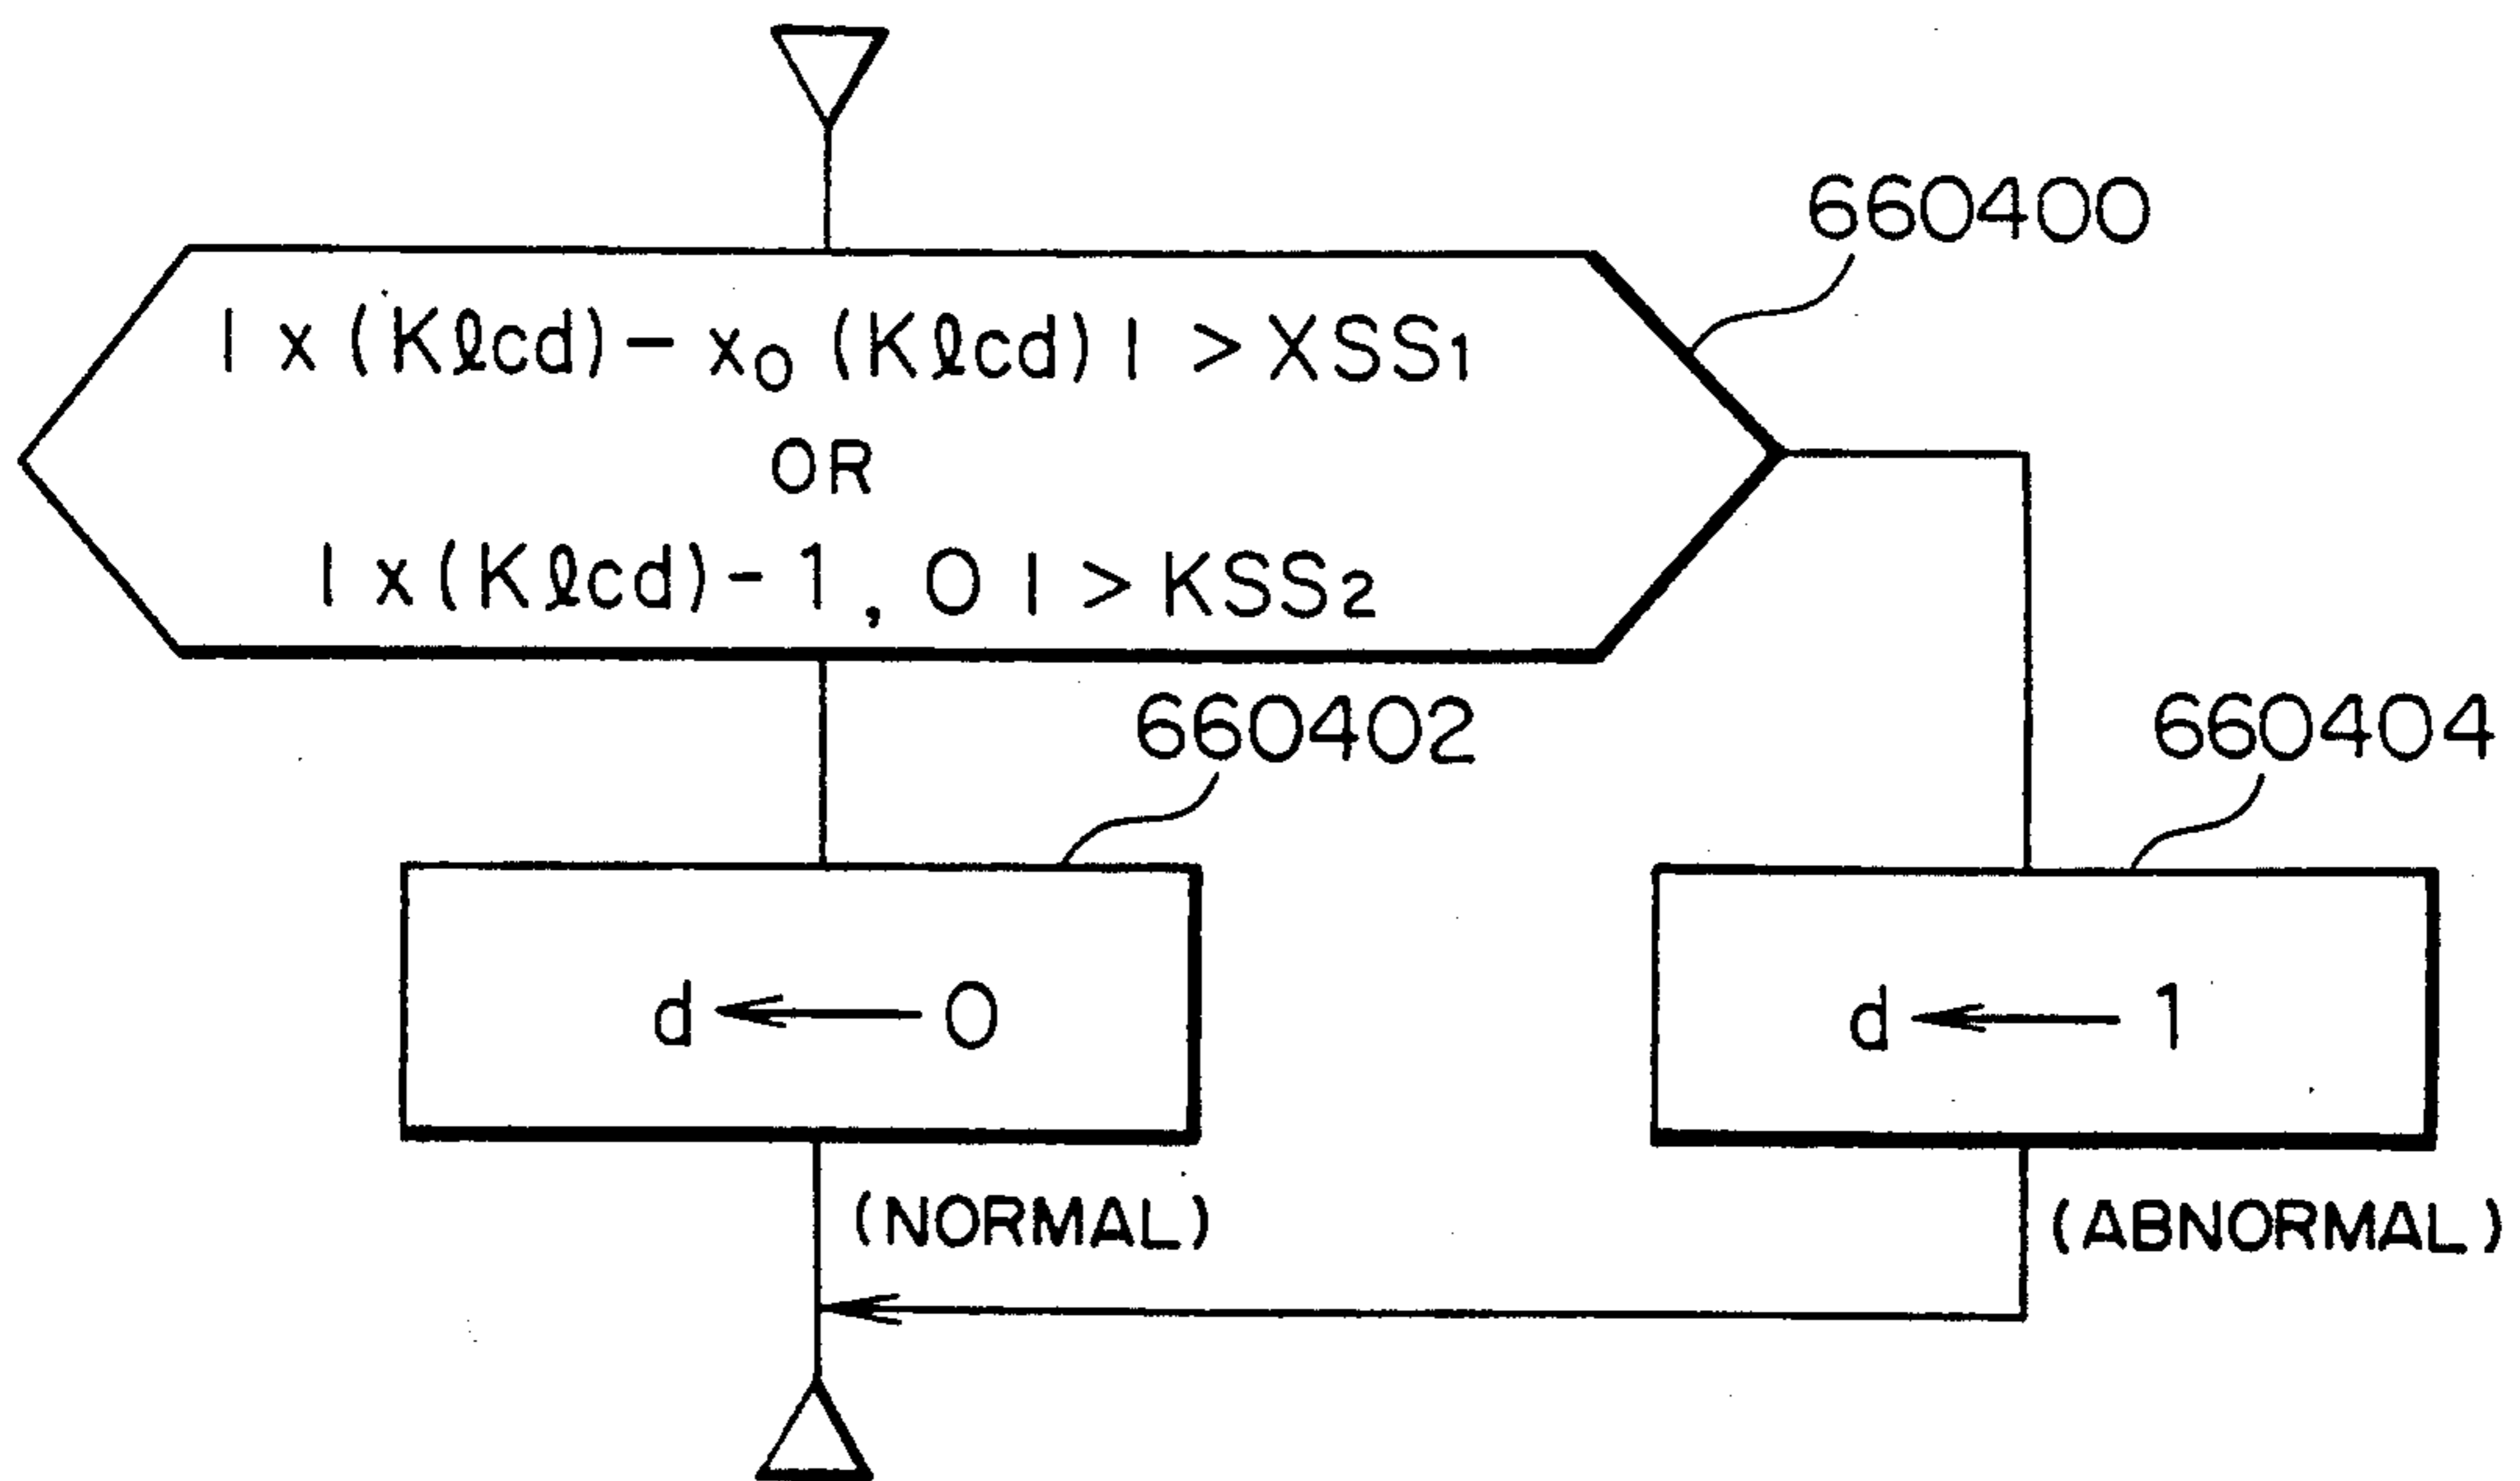 660400
| x (Kℓcd) − x₀ (Kℓcd) | > XSS₁
OR
| x (Kℓcd) − 1 , 0 | > KSS₂
660402
660404
d ← 0
d ← 1
(NORMAL)
(ABNORMAL)